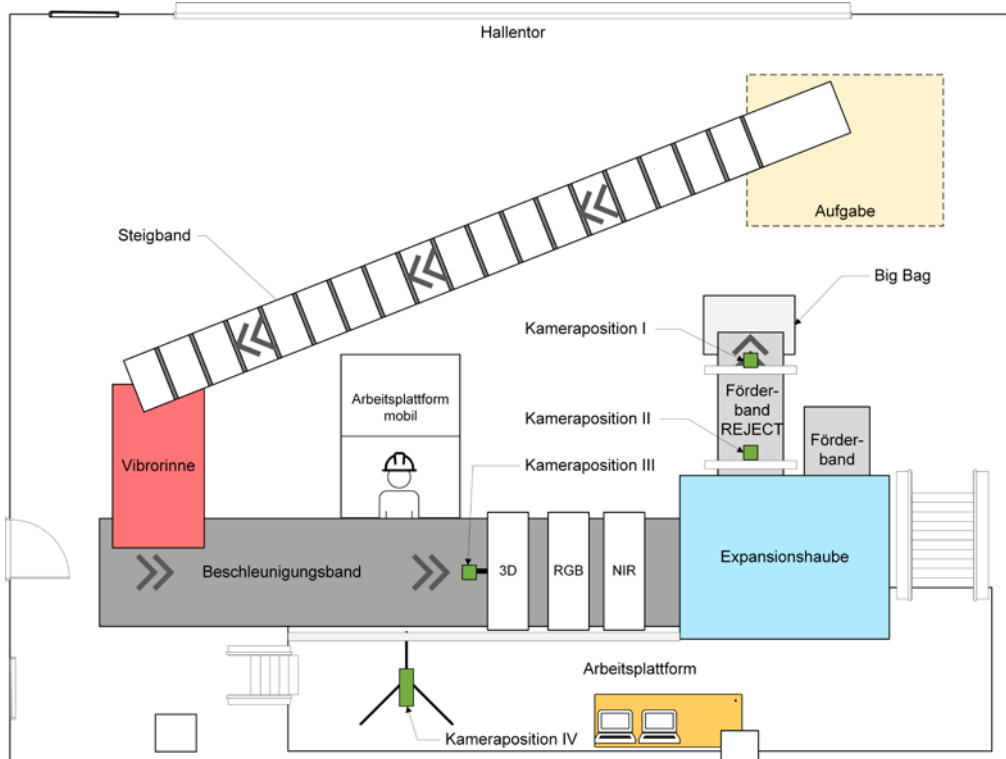 Hallentor
Aufgabe
Steigband
Big Bag
Kameraposition I
Arbeitsplattform
mobil
Förder-
band
REJECT
Kameraposition II
Förder-
band
Vibrorinne
Kameraposition III
Beschleunigungsband
3D
RGB
NIR
Expansionshaube
Arbeitsplattform
Kameraposition IV